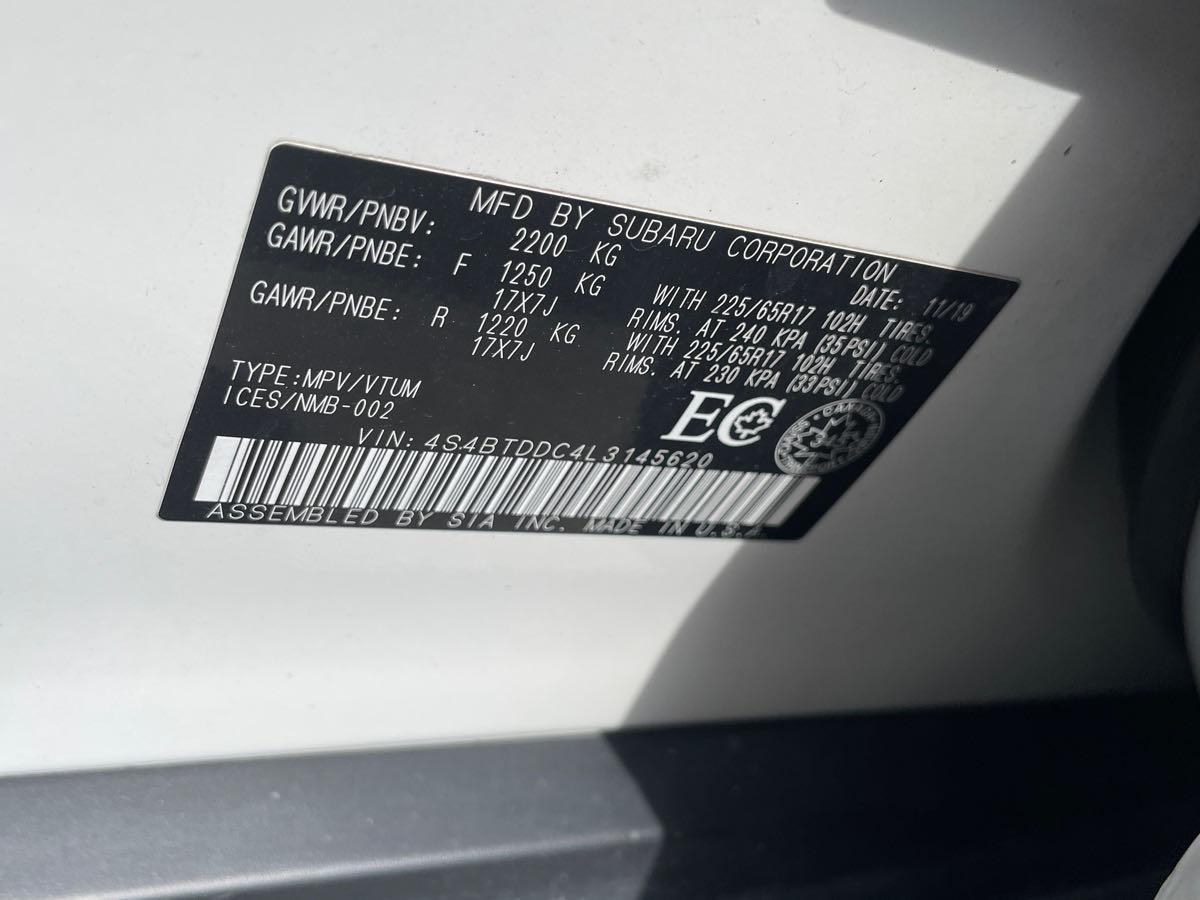 MFD BY SUBARU CORPORATION
GVWR/PNBV: 2200 KG DATE: 11/19
GAWR/PNBE: F 1250 KG WITH 225/65R17 102H TIRES.
17X7J RIMS. AT 240 KPA (35PSI) COLD
GAWR/PNBE: R 1220 KG WITH 225/65R17 102H TIRES.
17X7J RIMS. AT 230 KPA (33PSI) COLD
TYPE:MPV/VTUM
ICES/NMB-002
EC
CANADA
VIN: 4S4BTDDC4L3145620
ASSEMBLED BY SIA INC. MADE IN U.S.A.